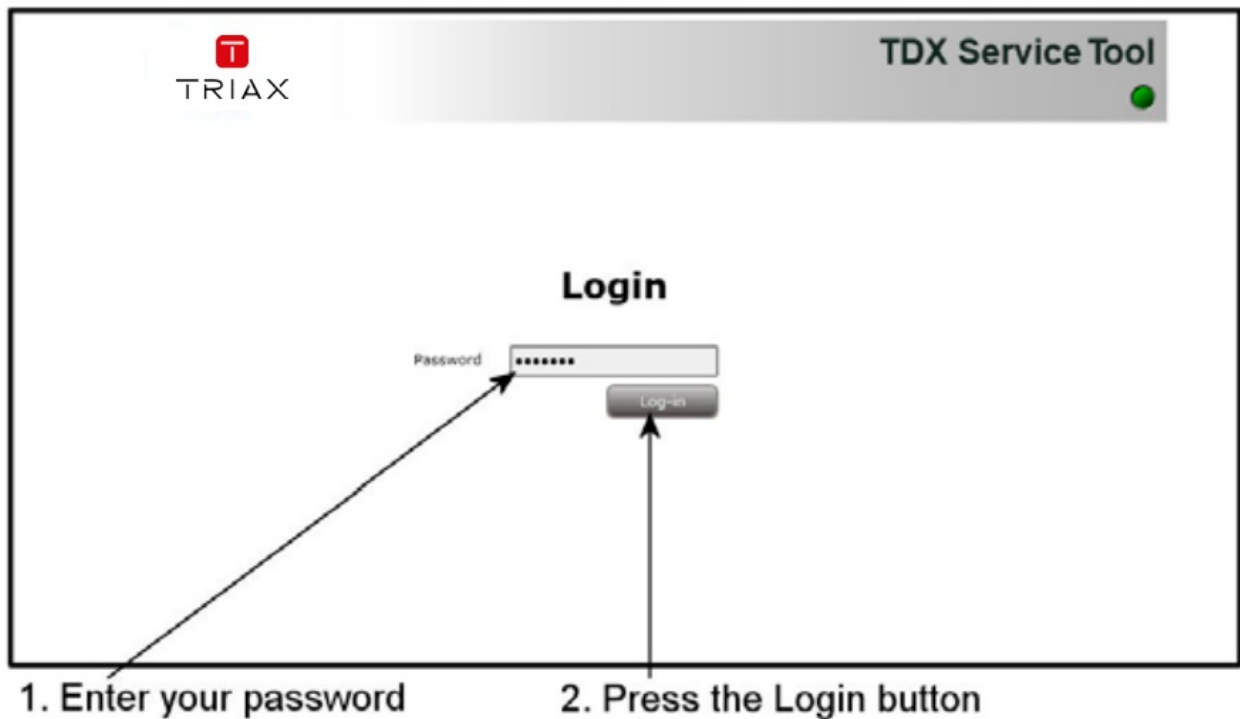 T
TRIAX
TDX Service Tool
Login
Password •••••••
Log-in
1. Enter your password
2. Press the Login button